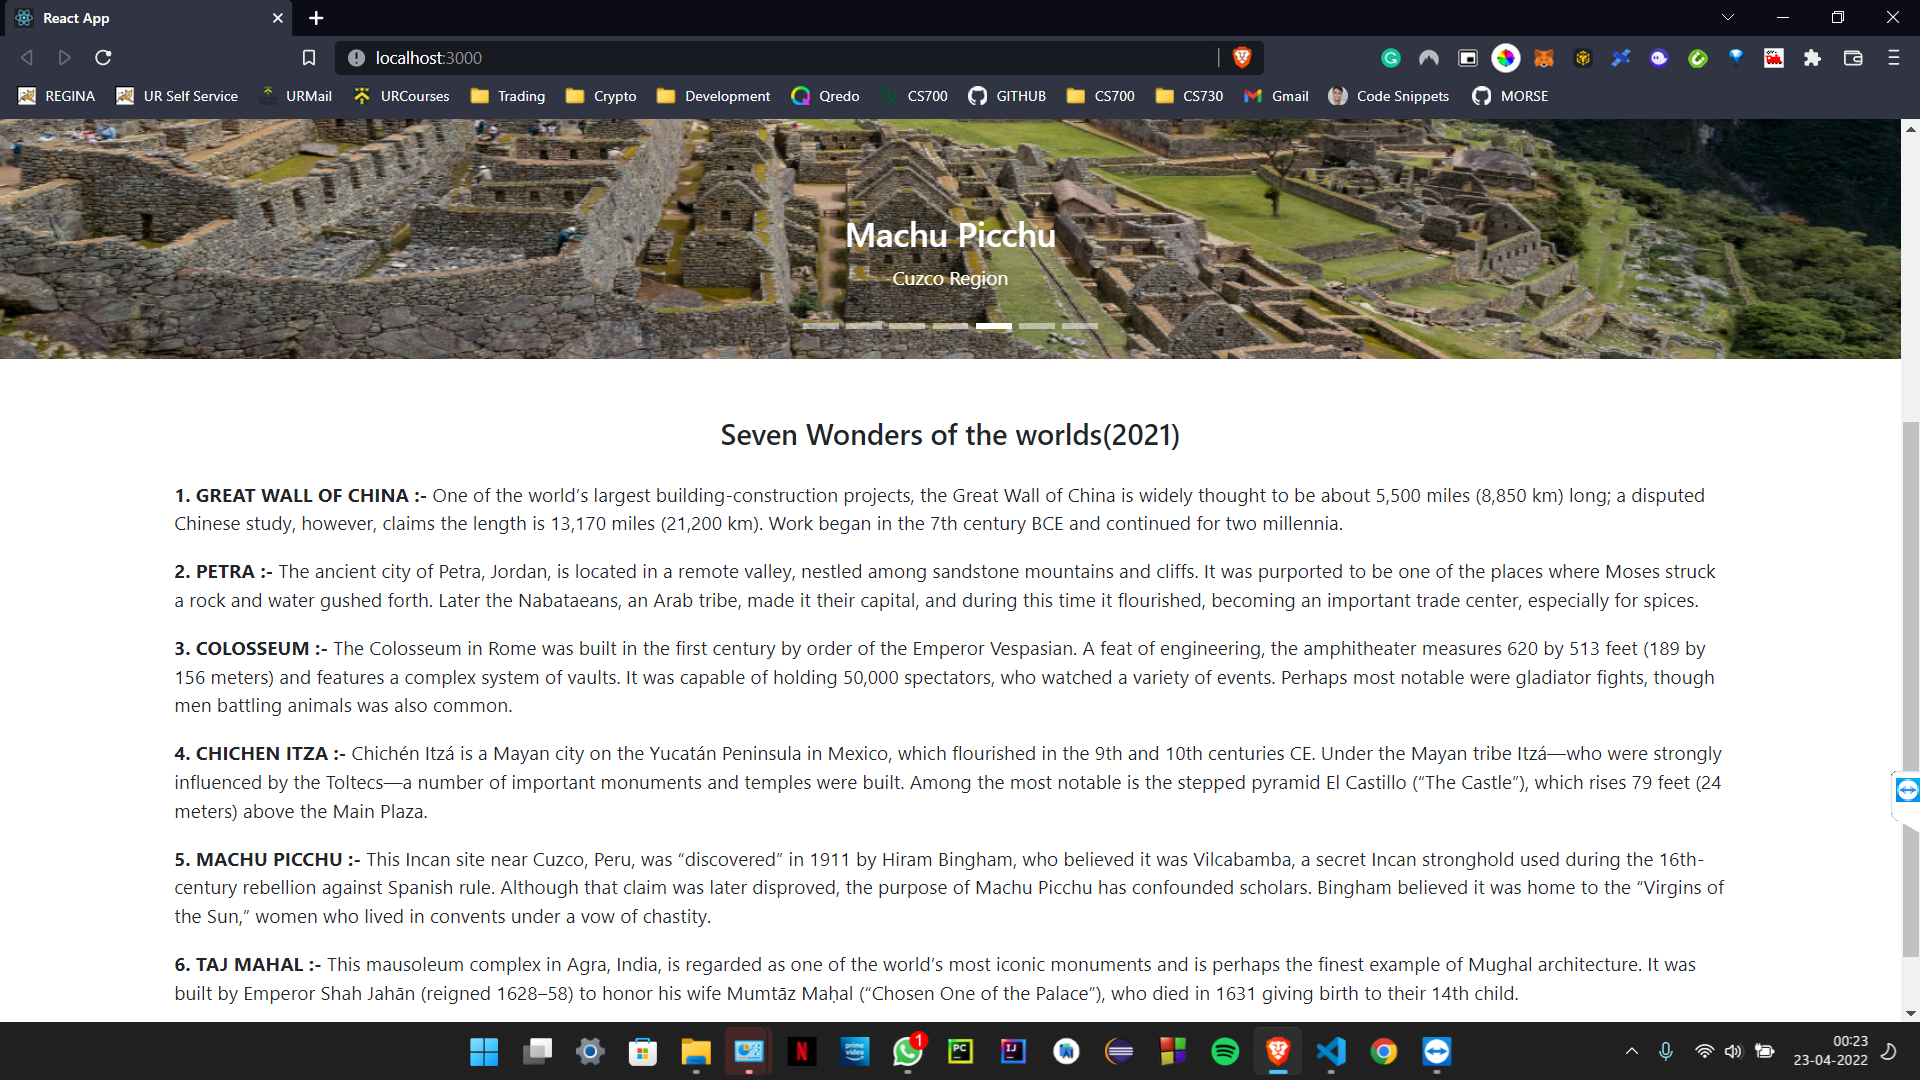 React App
localhost:3000
REGINA UR Self Service URMail URCourses Trading Crypto Development Qredo CS700 GITHUB CS700 CS730 Gmail Code Snippets MORSE
Machu Picchu
Cuzco Region
Seven Wonders of the worlds(2021)
1. GREAT WALL OF CHINA :- One of the world’s largest building-construction projects, the Great Wall of China is widely thought to be about 5,500 miles (8,850 km) long; a disputed
Chinese study, however, claims the length is 13,170 miles (21,200 km). Work began in the 7th century BCE and continued for two millennia.
2. PETRA :- The ancient city of Petra, Jordan, is located in a remote valley, nestled among sandstone mountains and cliffs. It was purported to be one of the places where Moses struck
a rock and water gushed forth. Later the Nabataeans, an Arab tribe, made it their capital, and during this time it flourished, becoming an important trade center, especially for spices.
3. COLOSSEUM :- The Colosseum in Rome was built in the first century by order of the Emperor Vespasian. A feat of engineering, the amphitheater measures 620 by 513 feet (189 by
156 meters) and features a complex system of vaults. It was capable of holding 50,000 spectators, who watched a variety of events. Perhaps most notable were gladiator fights, though
men battling animals was also common.
4. CHICHEN ITZA :- Chichén Itzá is a Mayan city on the Yucatán Peninsula in Mexico, which flourished in the 9th and 10th centuries CE. Under the Mayan tribe Itzá—who were strongly
influenced by the Toltecs—a number of important monuments and temples were built. Among the most notable is the stepped pyramid El Castillo (“The Castle”), which rises 79 feet (24
meters) above the Main Plaza.
5. MACHU PICCHU :- This Incan site near Cuzco, Peru, was “discovered” in 1911 by Hiram Bingham, who believed it was Vilcabamba, a secret Incan stronghold used during the 16th-
century rebellion against Spanish rule. Although that claim was later disproved, the purpose of Machu Picchu has confounded scholars. Bingham believed it was home to the “Virgins of
the Sun,” women who lived in convents under a vow of chastity.
6. TAJ MAHAL :- This mausoleum complex in Agra, India, is regarded as one of the world’s most iconic monuments and is perhaps the finest example of Mughal architecture. It was
built by Emperor Shah Jahān (reigned 1628–58) to honor his wife Mumtāz Maḥal (“Chosen One of the Palace”), who died in 1631 giving birth to their 14th child.
N prime video 1 PC IJ
00:23
23-04-2022